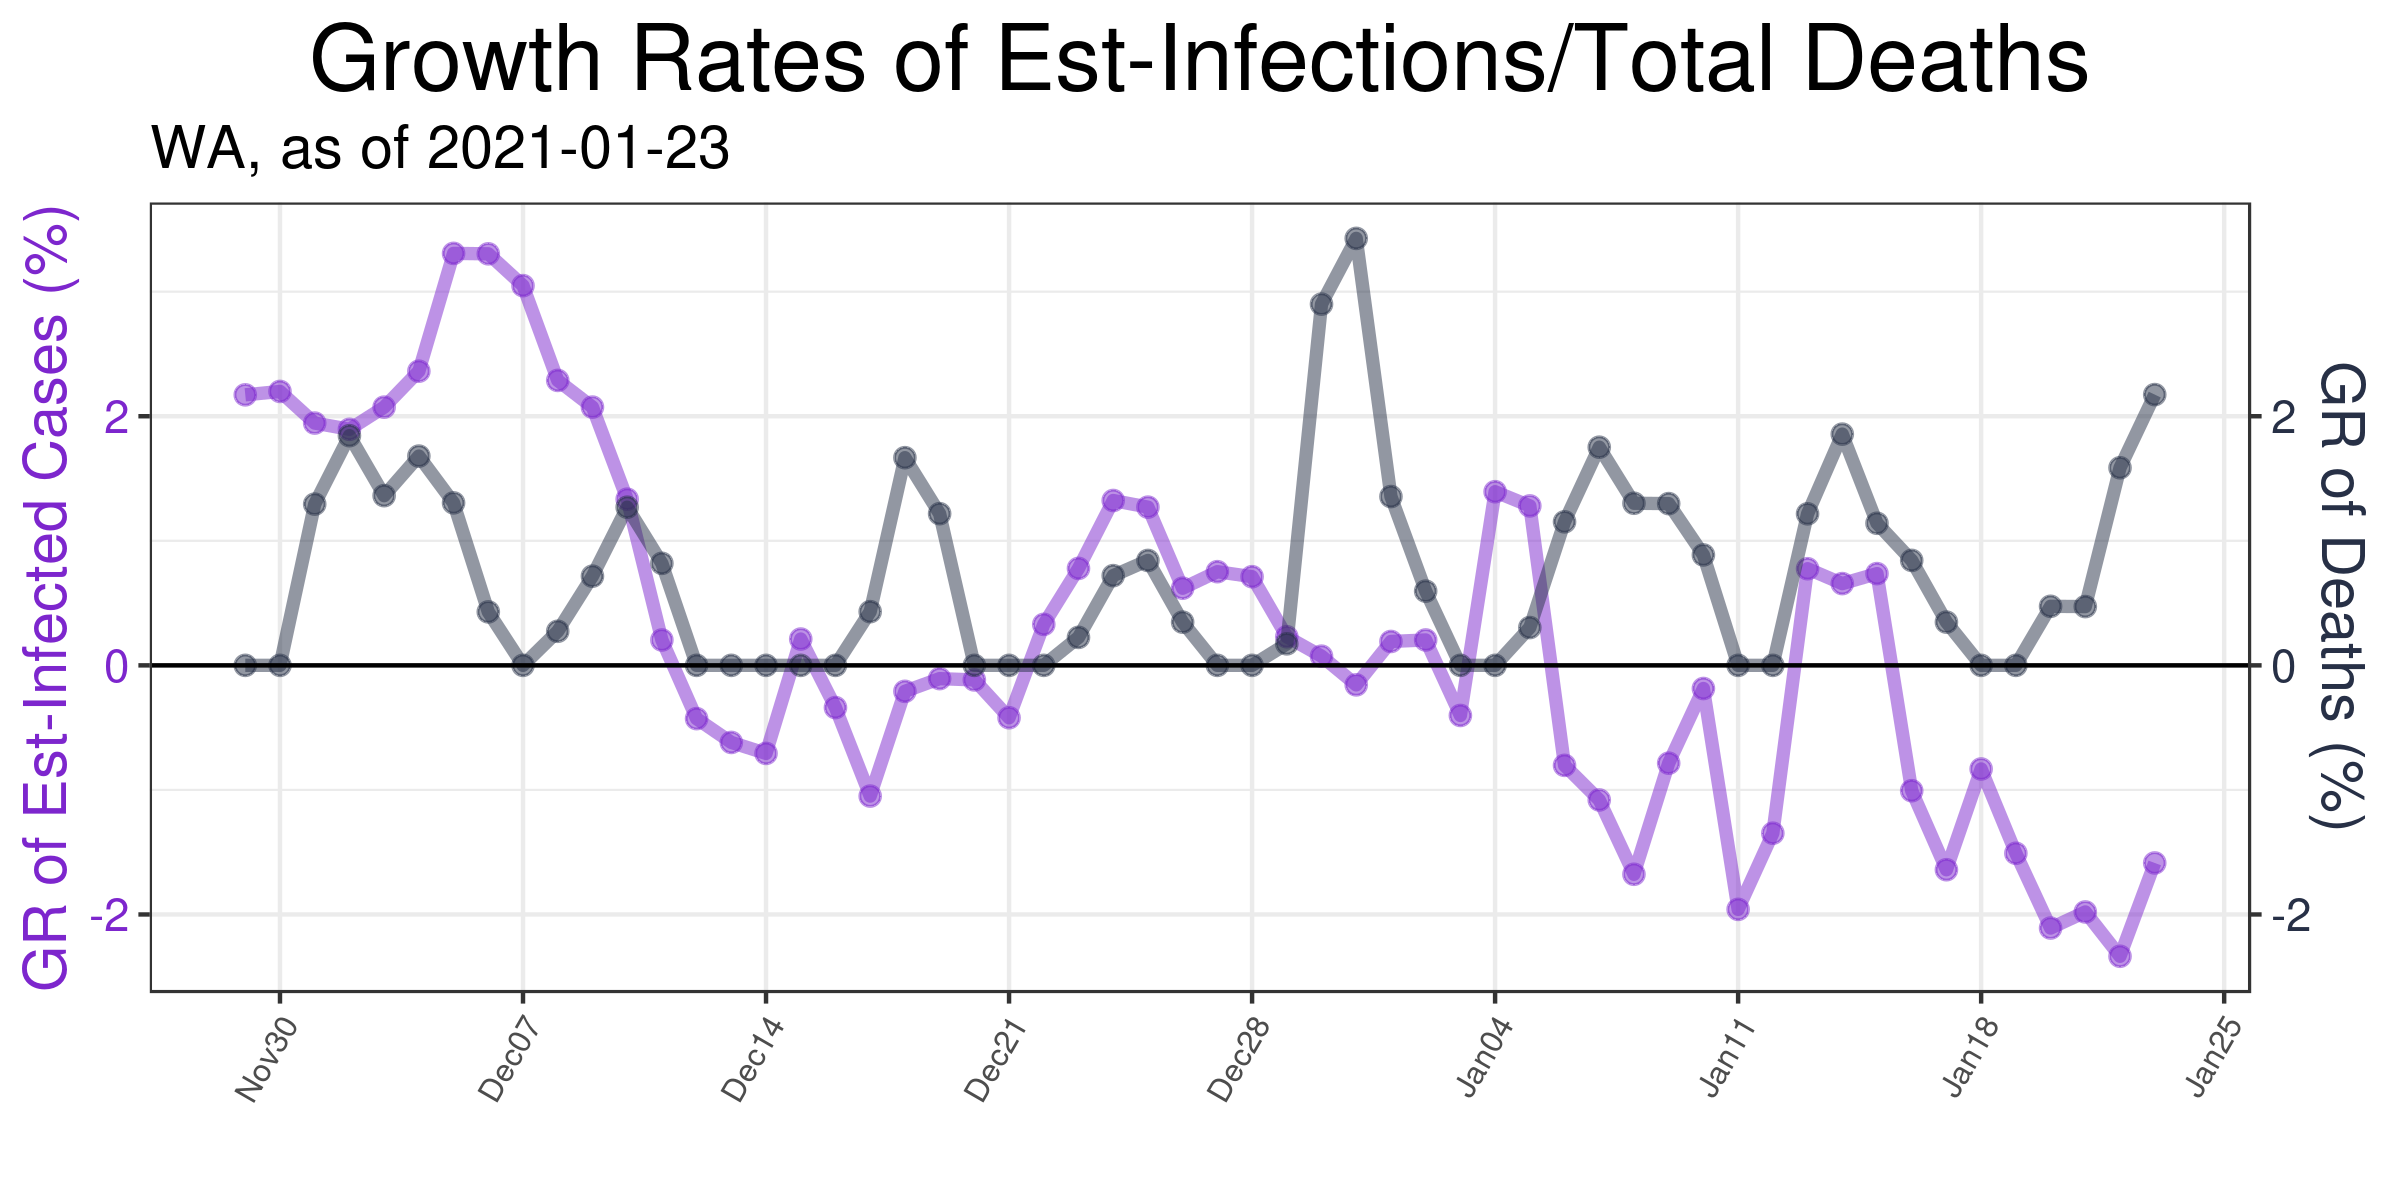 Growth Rates of Est-Infections/Total Deaths
WA, as of 2021-01-23
GR of Est-Infected Cases (%)
2
0
-2
GR of Deaths (%)
2
0
-2
Nov30
Dec07
Dec14
Dec21
Dec28
Jan04
Jan11
Jan18
Jan25